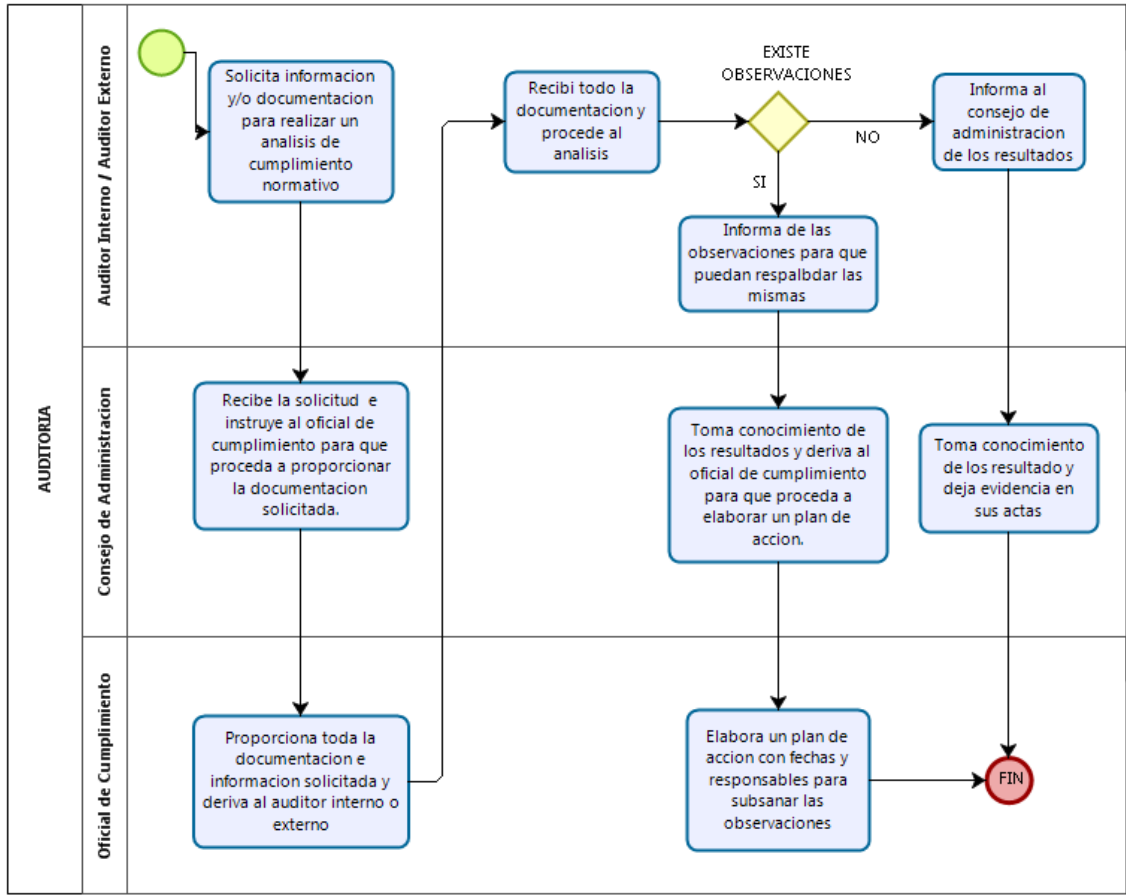 AUDITORIA
Auditor Interno / Auditor Externo
Solicita informacion
y/o documentacion
para realizar un
analisis de
cumplimiento
normativo
Recibi todo la
documentacion y
procede al
analisis
EXISTE
OBSERVACIONES
NO
SI
Informa al
consejo de
administracion
de los resultados
Informa de las
observaciones para que
puedan respalbdar las
mismas
Consejo de Administracion
Recibe la solicitud e
instruye al oficial de
cumplimiento para que
proceda a proporcionar
la documentacion
solicitada.
Toma conocimiento de
los resultados y deriva al
oficial de cumplimiento
para que proceda a
elaborar un plan de
accion.
Toma conocimiento
de los resultado y
deja evidencia en
sus actas
Oficial de Cumplimiento
Proporciona toda la
documentacion e
informacion solicitada y
deriva al auditor interno o
externo
Elabora un plan de
accion con fechas y
responsables para
subsanar las
observaciones
FIN